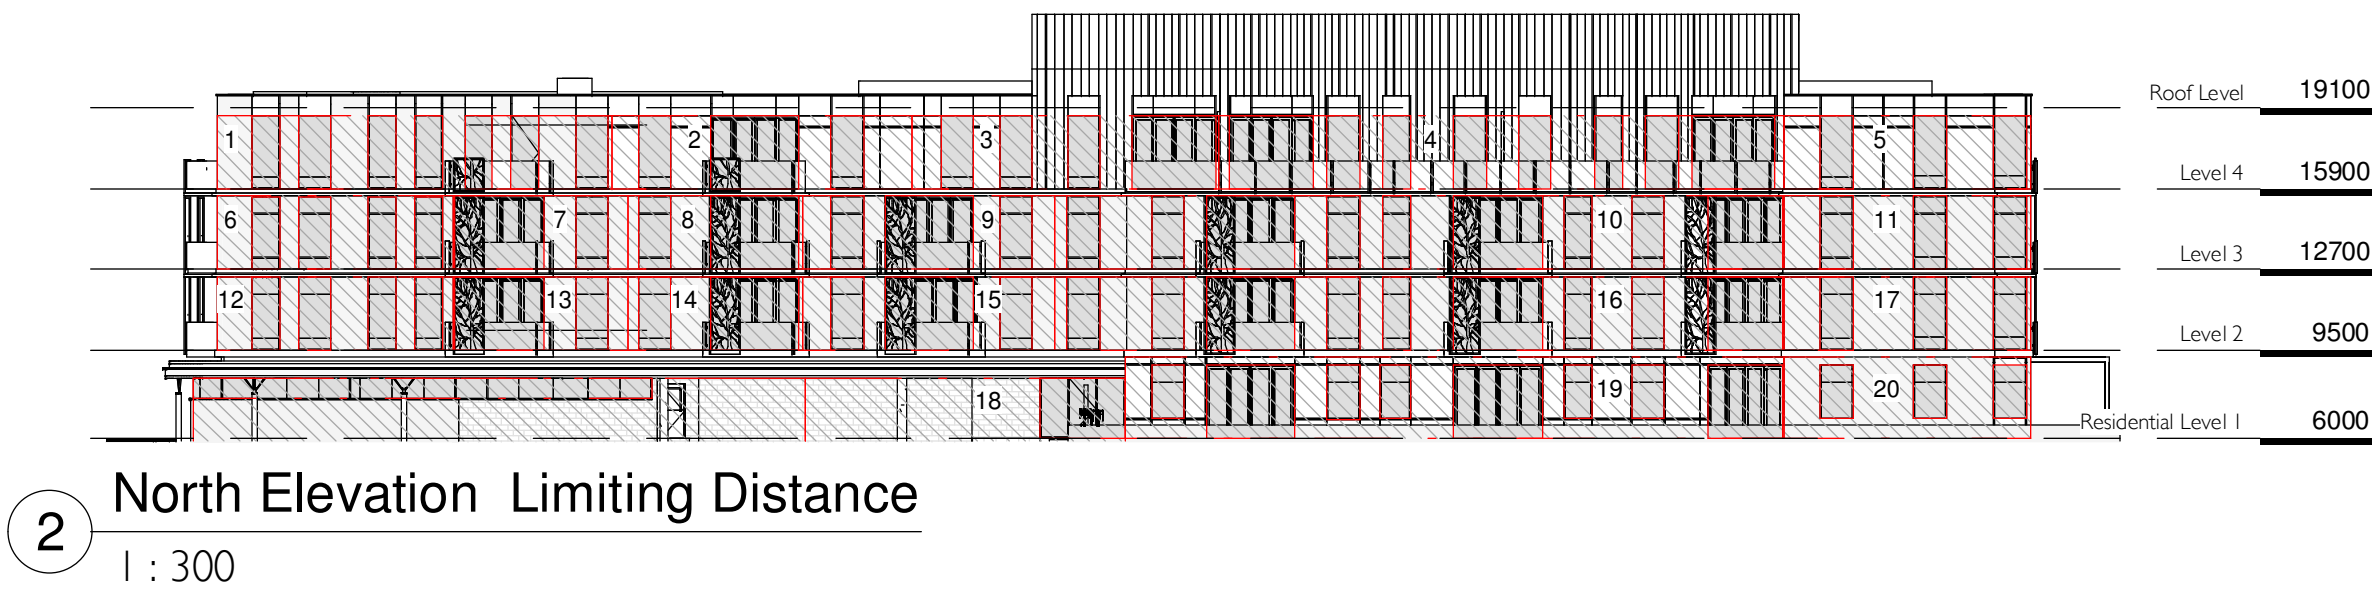 Roof Level 19100
1 2 3 4 5
Level 4 15900
6 7 8 9 10 11
Level 3 12700
12 13 14 15 16 17
Level 2 9500
18 19 20
Residential Level 1 6000
2 North Elevation Limiting Distance
1 : 300